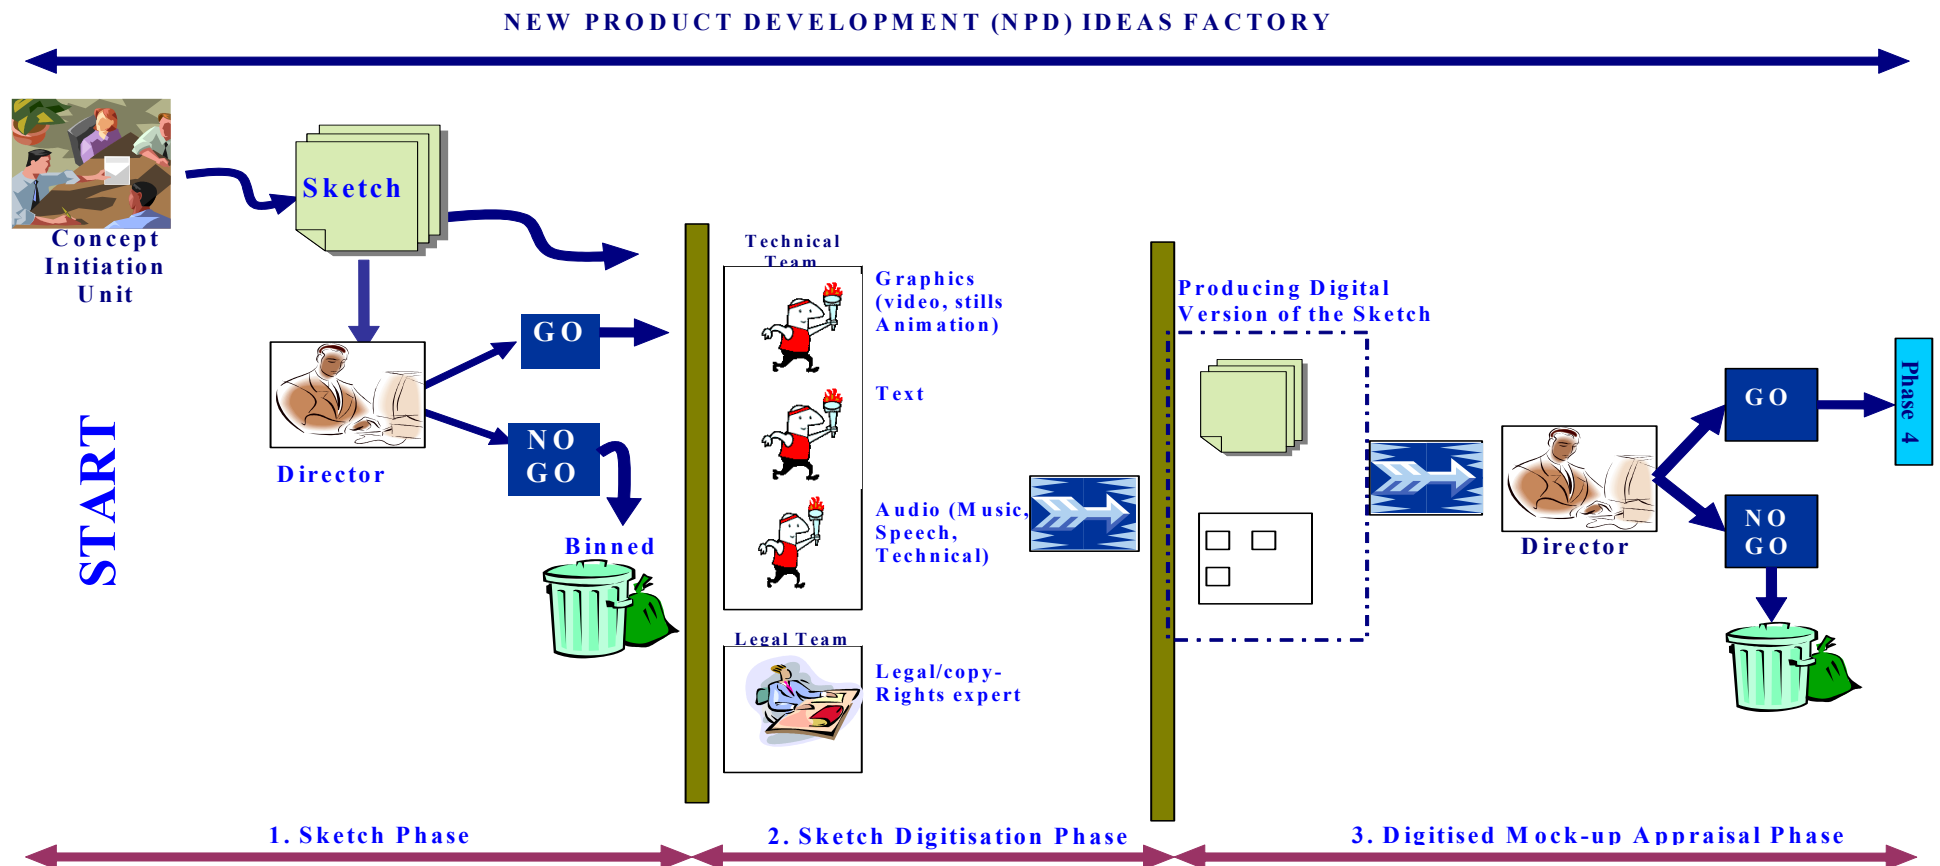 NEW PRODUCT DEVELOPMENT (NPD) IDEAS FACTORY
Concept
Initiation
Unit
Sketch
START
Director
GO
NO
GO
Binned
Technical
Team
Graphics
(video, stills
Animation)
Text
Audio (Music,
Speech,
Technical)
Legal Team
Legal/copy-
Rights expert
Producing Digital
Version of the Sketch
Director
GO
NO
GO
Phase 4
1. Sketch Phase
2. Sketch Digitisation Phase
3. Digitised Mock-up Appraisal Phase